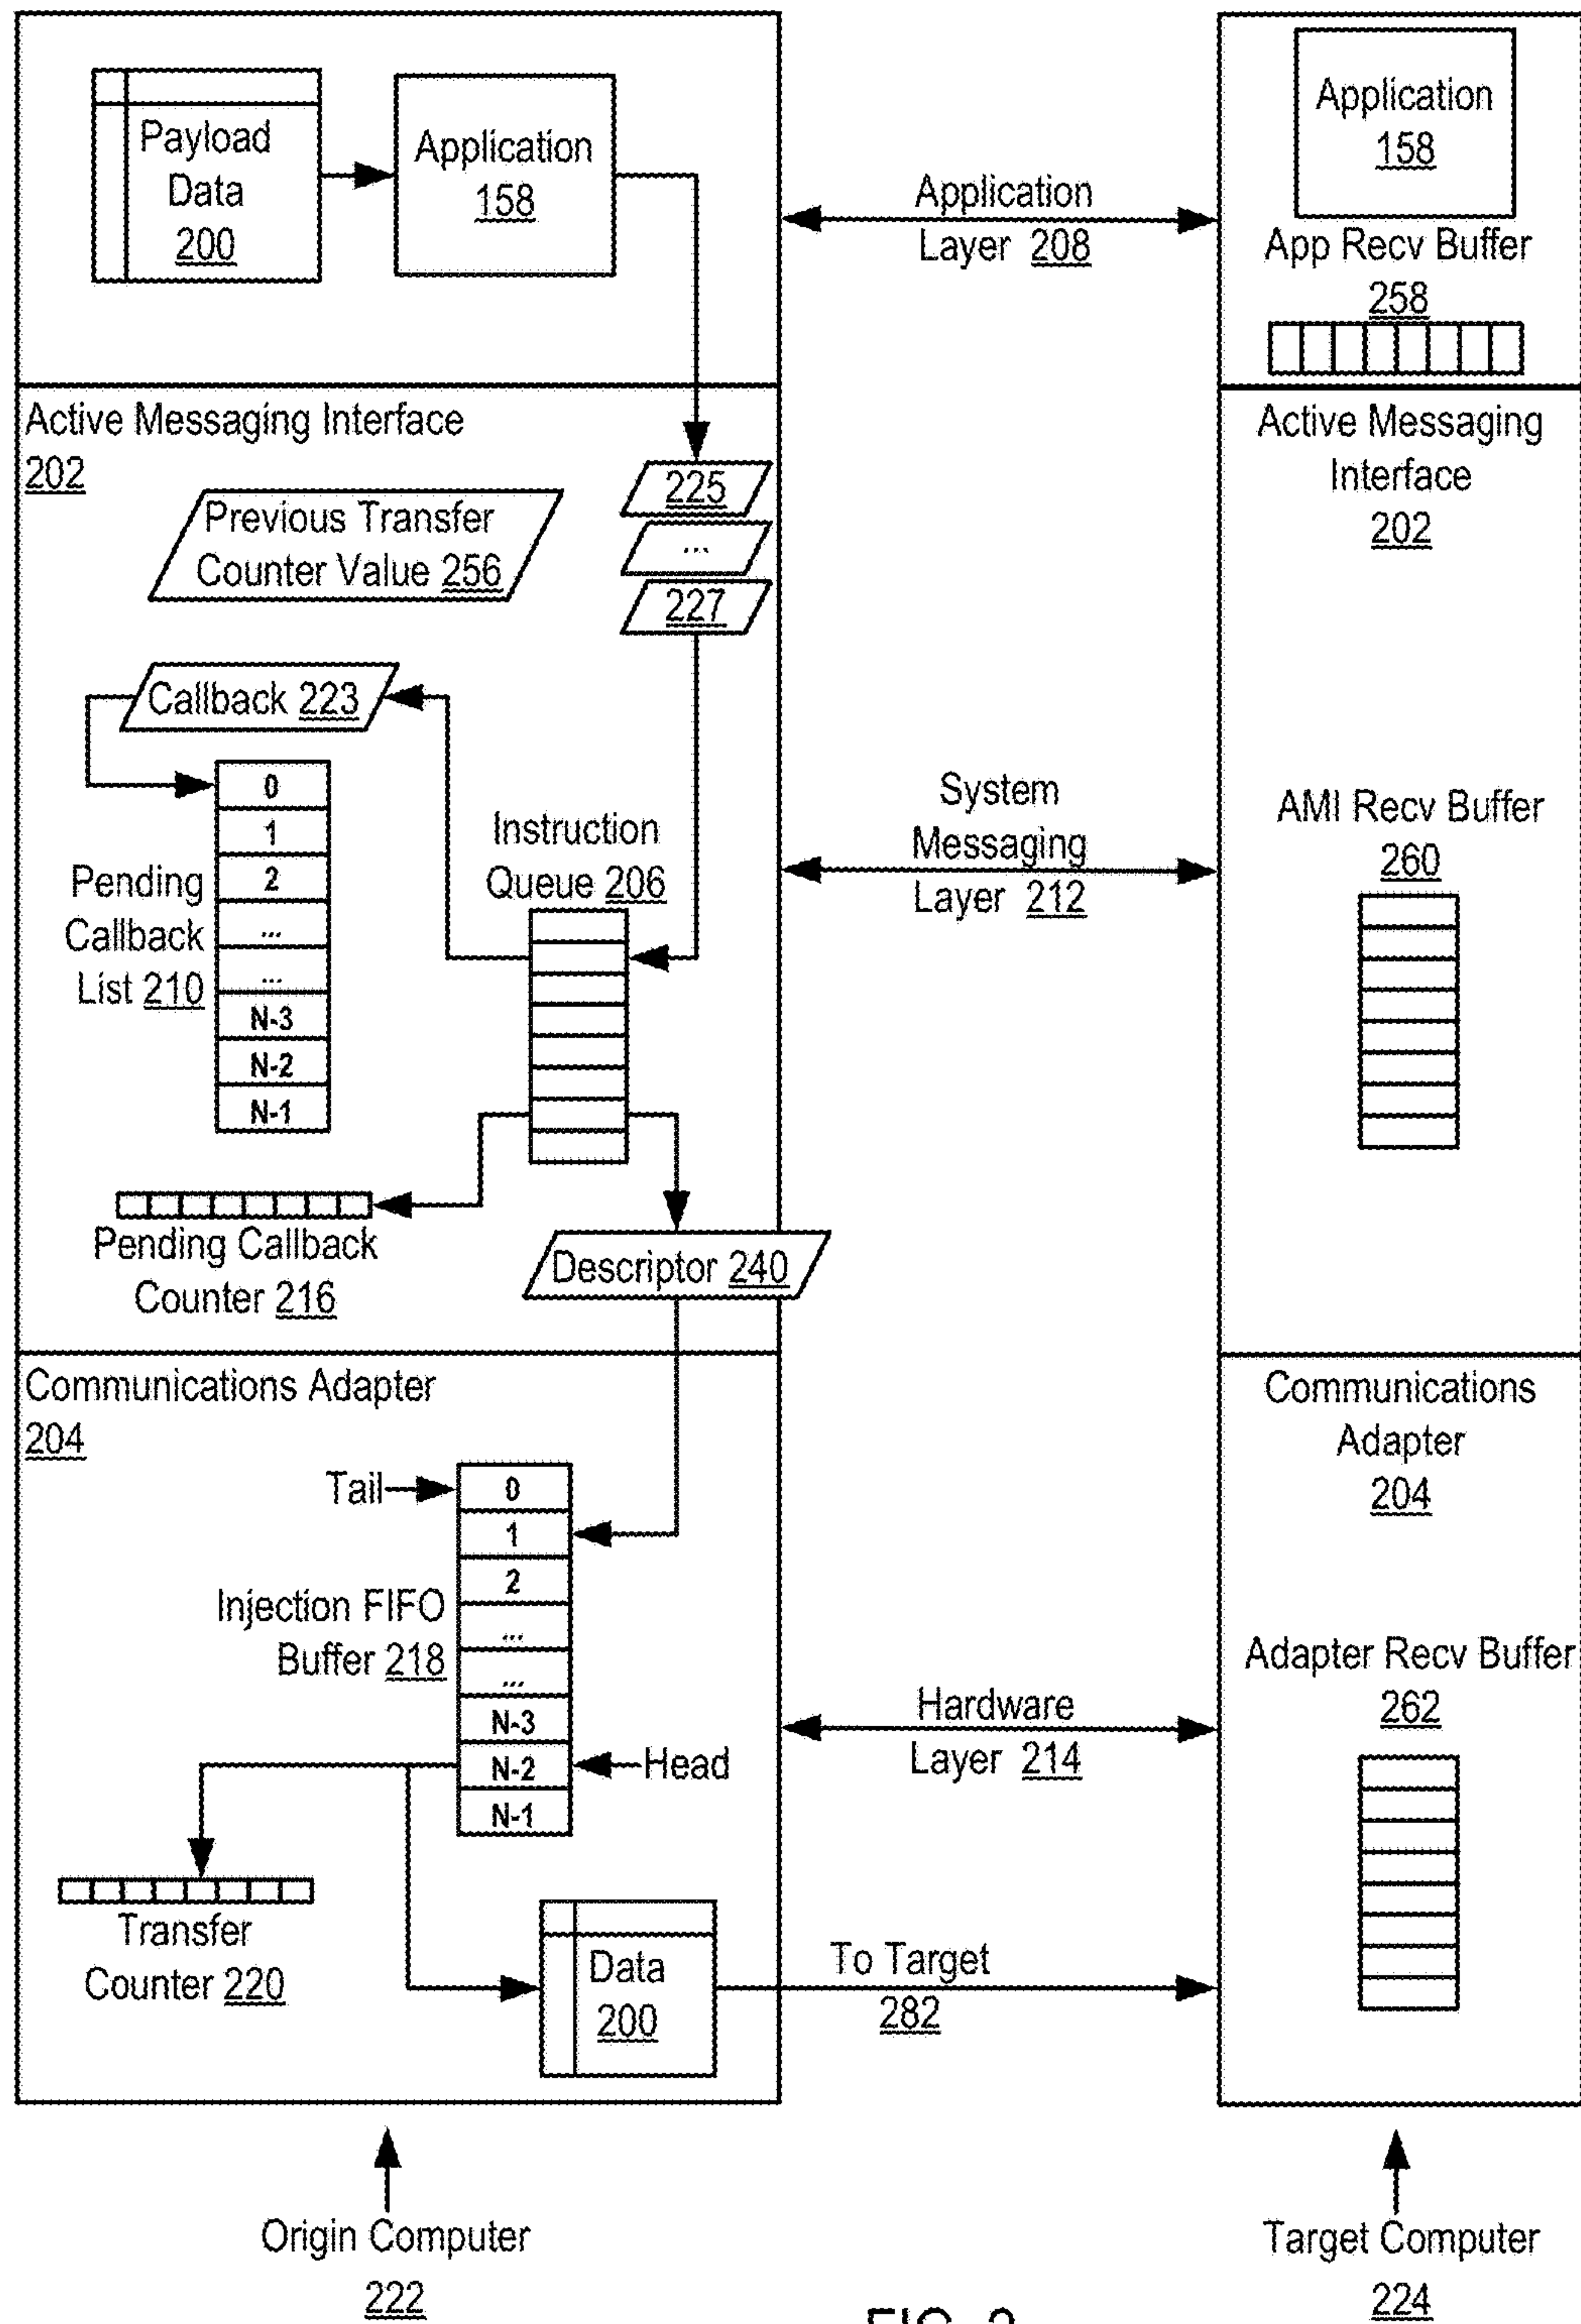 Payload
Data
200
Application
158
Application
Layer 208
Application
158
App Recv Buffer
258
Active Messaging Interface
202
Previous Transfer
Counter Value 256
225
...
227
Callback 223
0
1
2
...
...
N-3
N-2
N-1
Pending
Callback
List 210
Instruction
Queue 206
Pending Callback
Counter 216
Descriptor 240
System
Messaging
Layer 212
Active Messaging
Interface
202
AMI Recv Buffer
260
Communications Adapter
204
Tail
0
1
2
...
...
N-3
N-2
N-1
Injection FIFO
Buffer 218
Head
Transfer
Counter 220
Data
200
Hardware
Layer 214
To Target
282
Communications
Adapter
204
Adapter Recv Buffer
262
Origin Computer
222
Target Computer
224